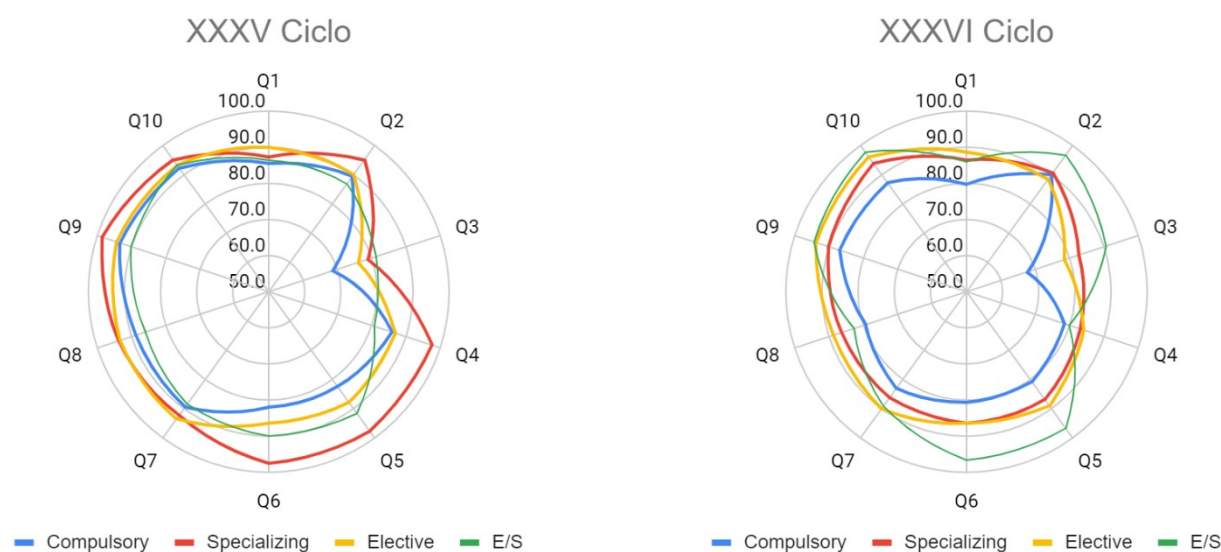 XXXV Ciclo
Q1
100.0
Q10
Q2
90.0
80.0
Q9
70.0
Q3
60.0
50.0
Q8
Q4
Q7
Q5
Q6
Compulsory Specializing Elective E/S
XXXVI Ciclo
Q1
100.0
Q10
Q2
90.0
80.0
Q9
70.0
Q3
60.0
50.0
Q8
Q4
Q7
Q5
Q6
Compulsory Specializing Elective E/S